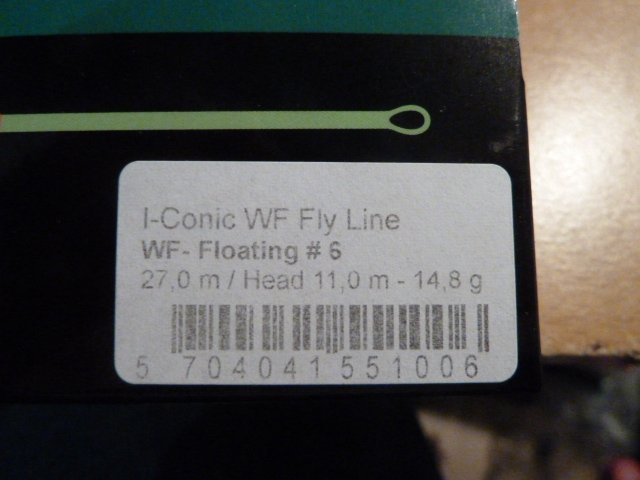 I-Conic WF Fly Line
WF- Floating # 6
27,0 m / Head 11,0 m - 14,8 g
5 704041 551006